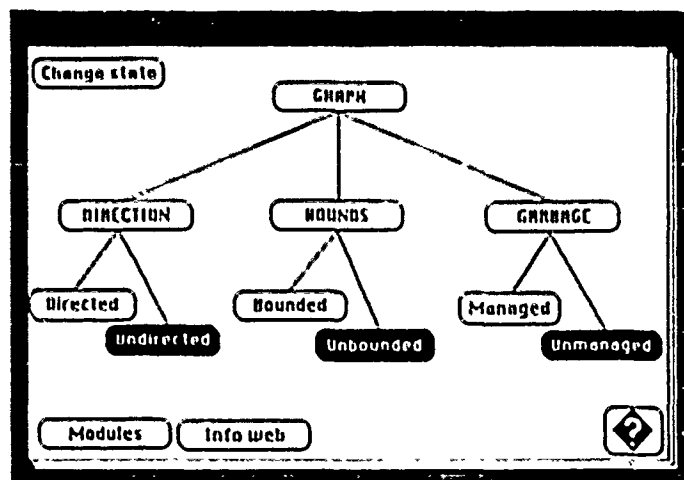 Change state
GRAPH
DIRECTION
BOUNDS
GARBAGE
Directed
Bounded
Managed
Undirected
Unbounded
Unmanaged
Modules
Info web
?